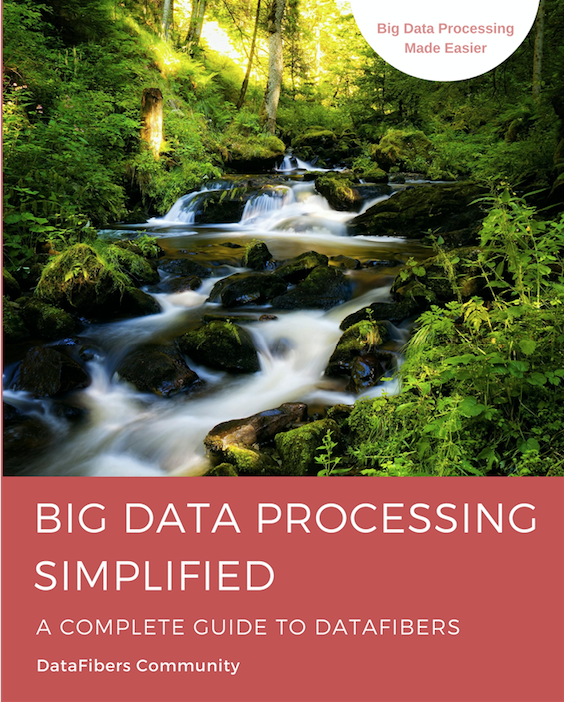 Big Data Processing
Made Easier
BIG DATA PROCESSING
SIMPLIFIED
A COMPLETE GUIDE TO DATAFIBERS
DataFibers Community